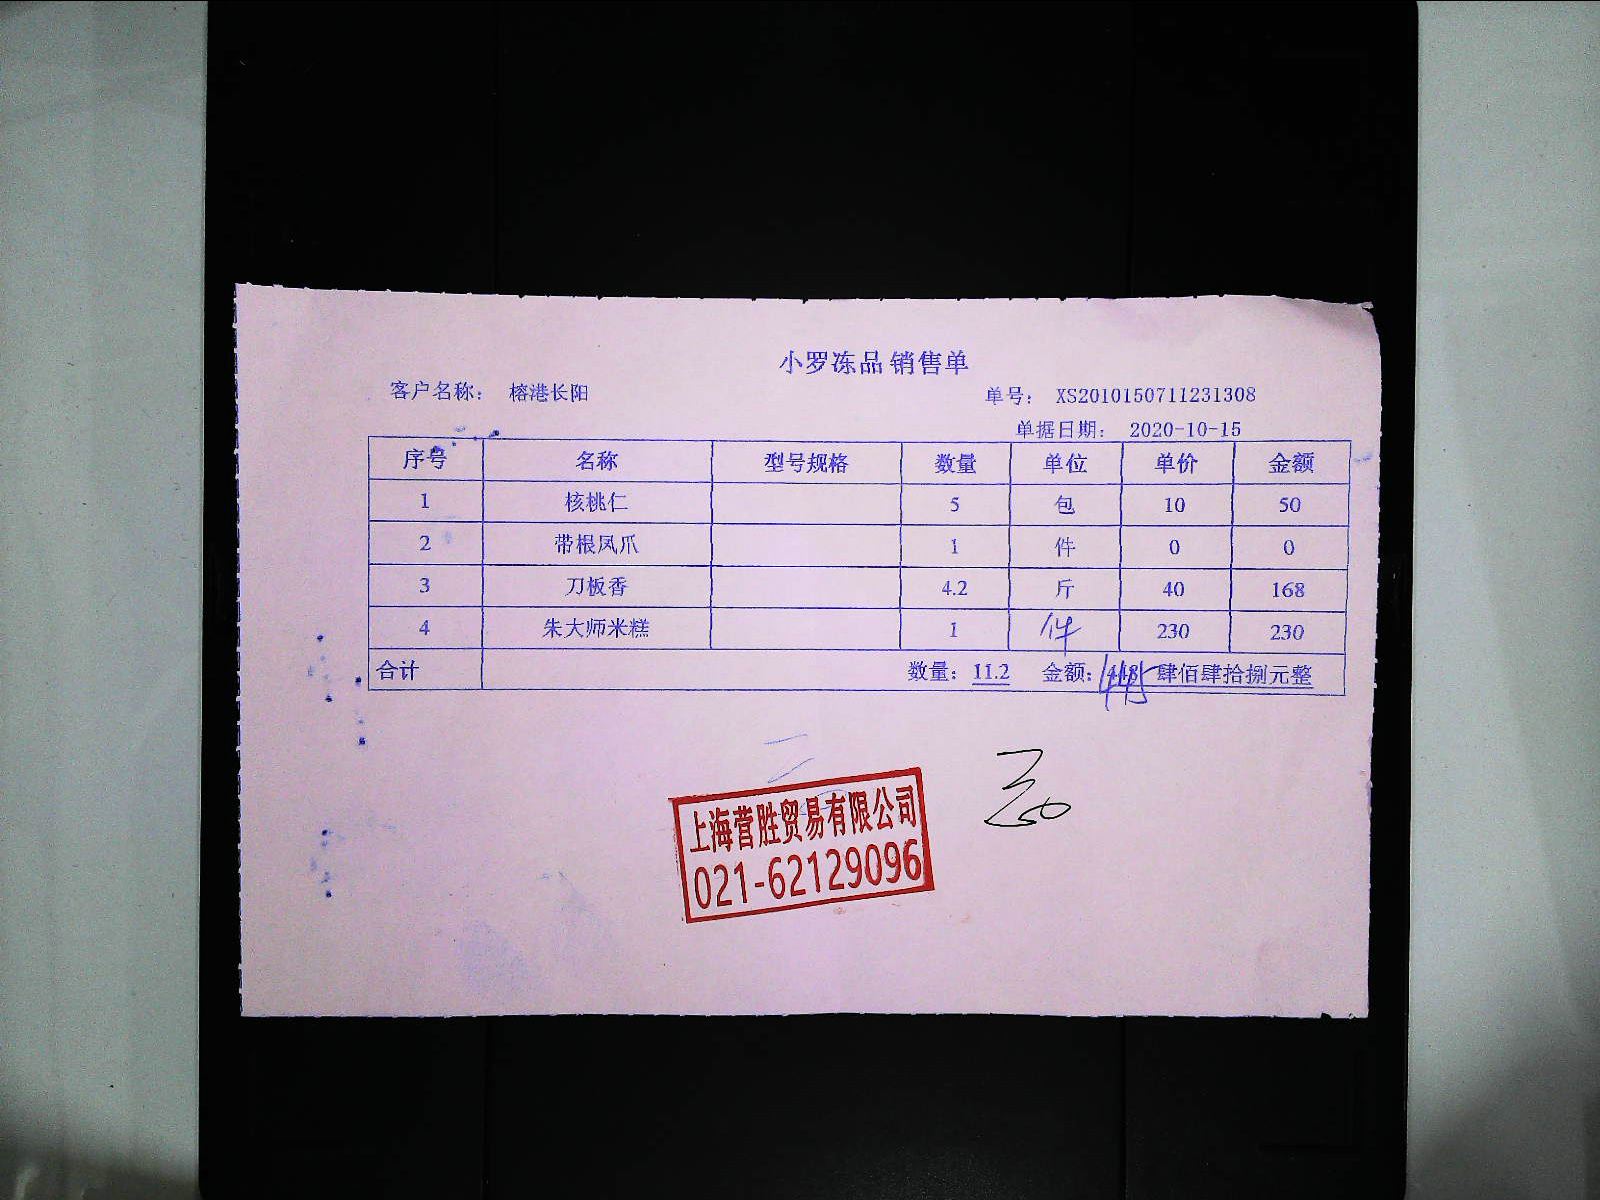 小罗冻品 销售单
客户名称： 榕港长阳 单号： XS2010150711231308
单据日期： 2020-10-15
序号 名称 型号规格 数量 单位 单价 金额
1 核桃仁 5 包 10 50
2 带根凤爪 1 件 0 0
3 刀板香 4.2 斤 40 168
4 朱大师米糕 1 件 230 230
合计 数量： 11.2 金额： 肆佰肆拾捌元整
上海营胜贸易有限公司
021-62129096